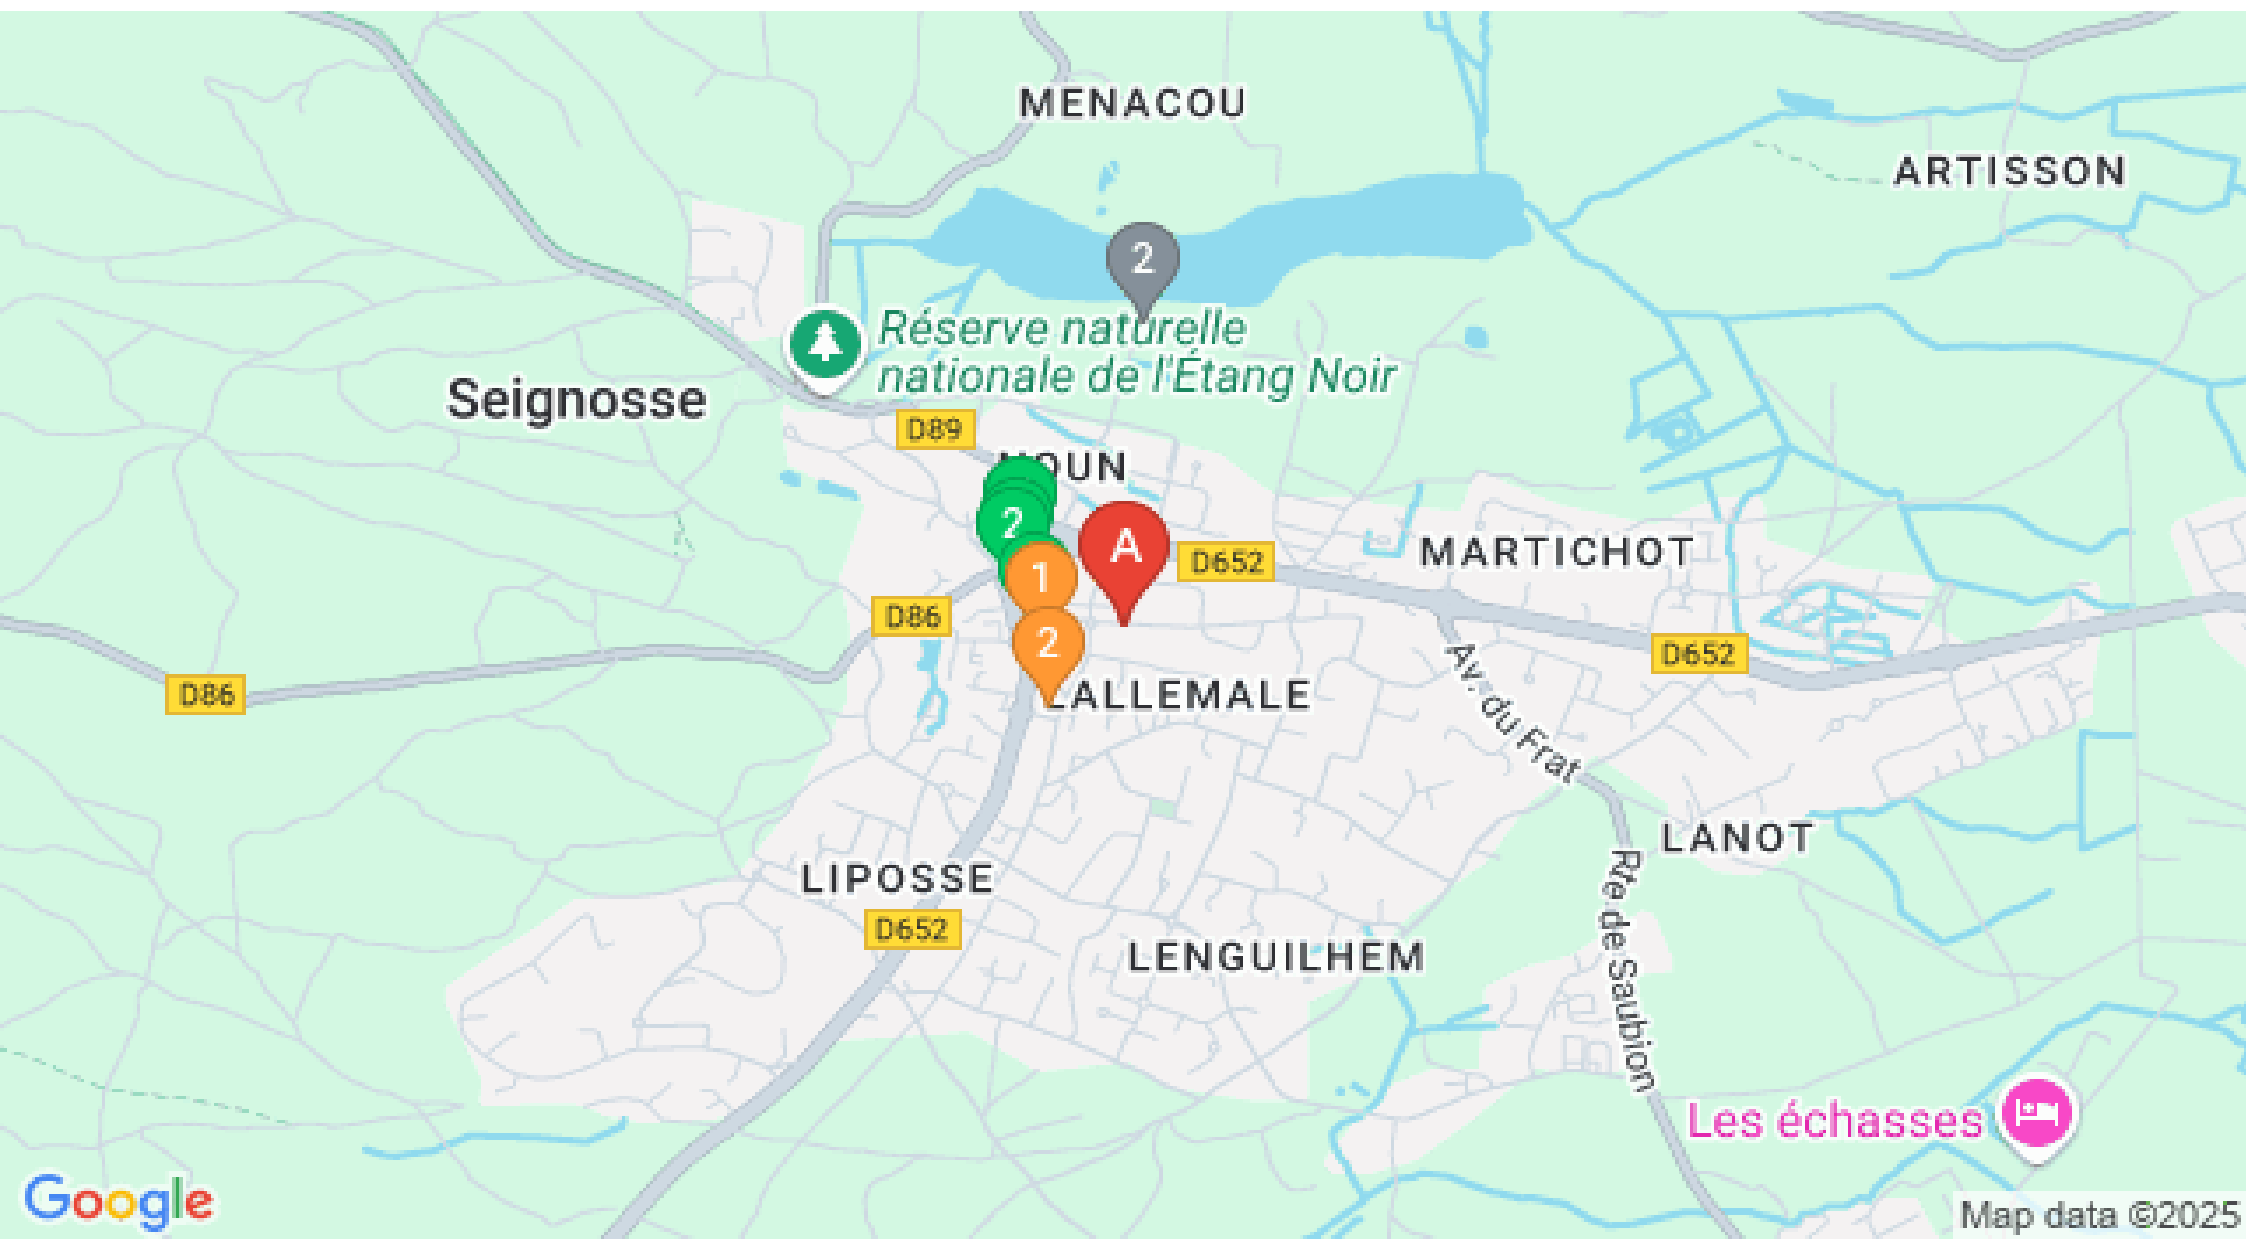 MENACOU
ARTISSON
2
Réserve naturelle
nationale de l'Étang Noir
Seignosse
D89
2
A
D652
MARTICHOT
1
D86
2
D652
D86
ALLEMALE
Av. du Frat
LANOT
LIPOSSE
Rte de Saubion
D652
LENGUILHEM
Les échasses
Google
Map data ©2025